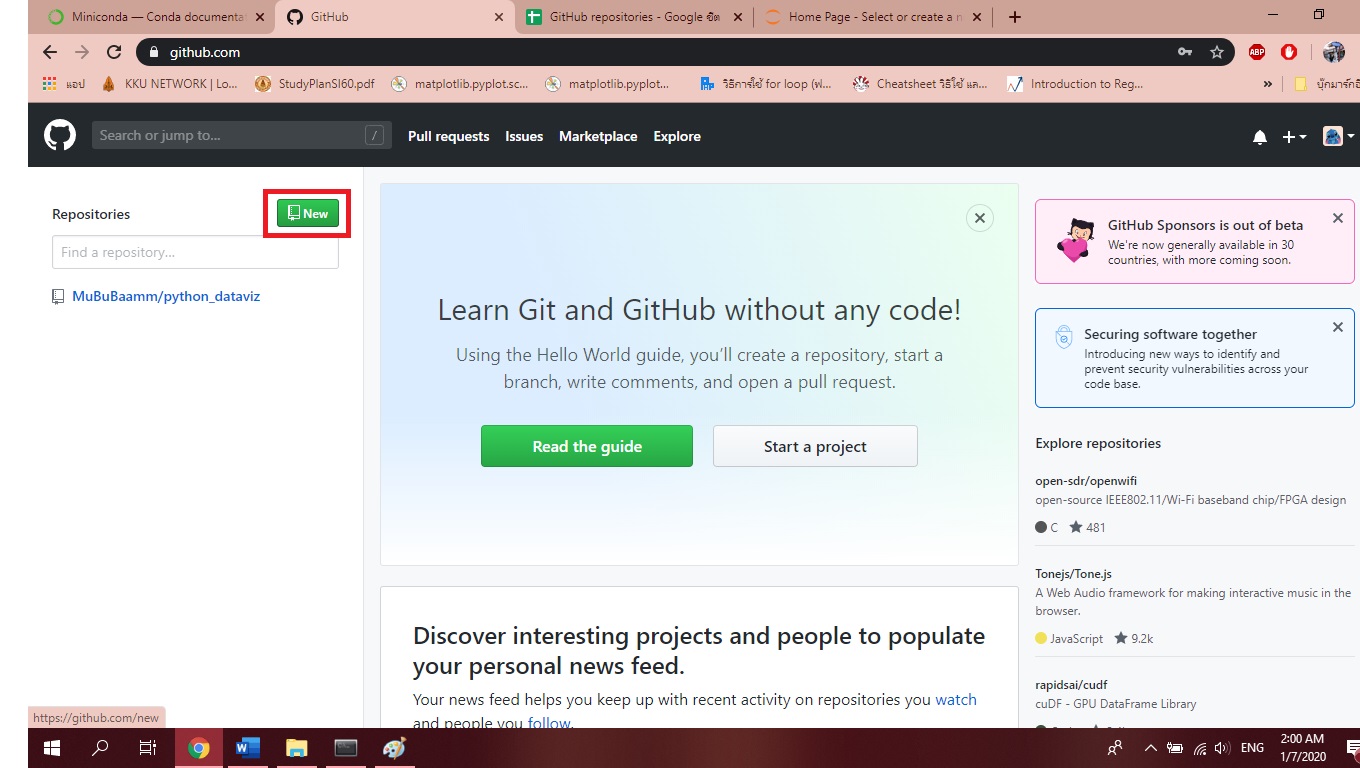 Miniconda — Conda documentat
GitHub
GitHub repositories - Google ชีต
Home Page - Select or create a n
github.com
ABP
แอป
KKU NETWORK | Lo...
StudyPlanSI60.pdf
matplotlib.pyplot.sc...
matplotlib.pyplot...
วิธีการใช้ for loop (ฟ...
Cheatsheet วิธีใช้ แล...
Introduction to Reg...
»
Search or jump to...
/
Pull requests
Issues
Marketplace
Explore
Repositories
New
Find a repository...
MuBuBaamm/python_dataviz
Learn Git and GitHub without any code!
Using the Hello World guide, you’ll create a repository, start a
branch, write comments, and open a pull request.
Read the guide
Start a project
Discover interesting projects and people to populate
your personal news feed.
Your news feed helps you keep up with recent activity on repositories you watch
and people you follow.
GitHub Sponsors is out of beta
We're now generally available in 30
countries, with more coming soon.
Securing software together
Introducing new ways to identify and
prevent security vulnerabilities across your
code base.
Explore repositories
open-sdr/openwifi
open-source IEEE802.11/Wi-Fi baseband chip/FPGA design
C 481
Tonejs/Tone.js
A Web Audio framework for making interactive music in the
browser.
JavaScript 9.2k
rapidsai/cudf
cuDF - GPU DataFrame Library
https://github.com/new
ENG
2:00 AM
1/7/2020